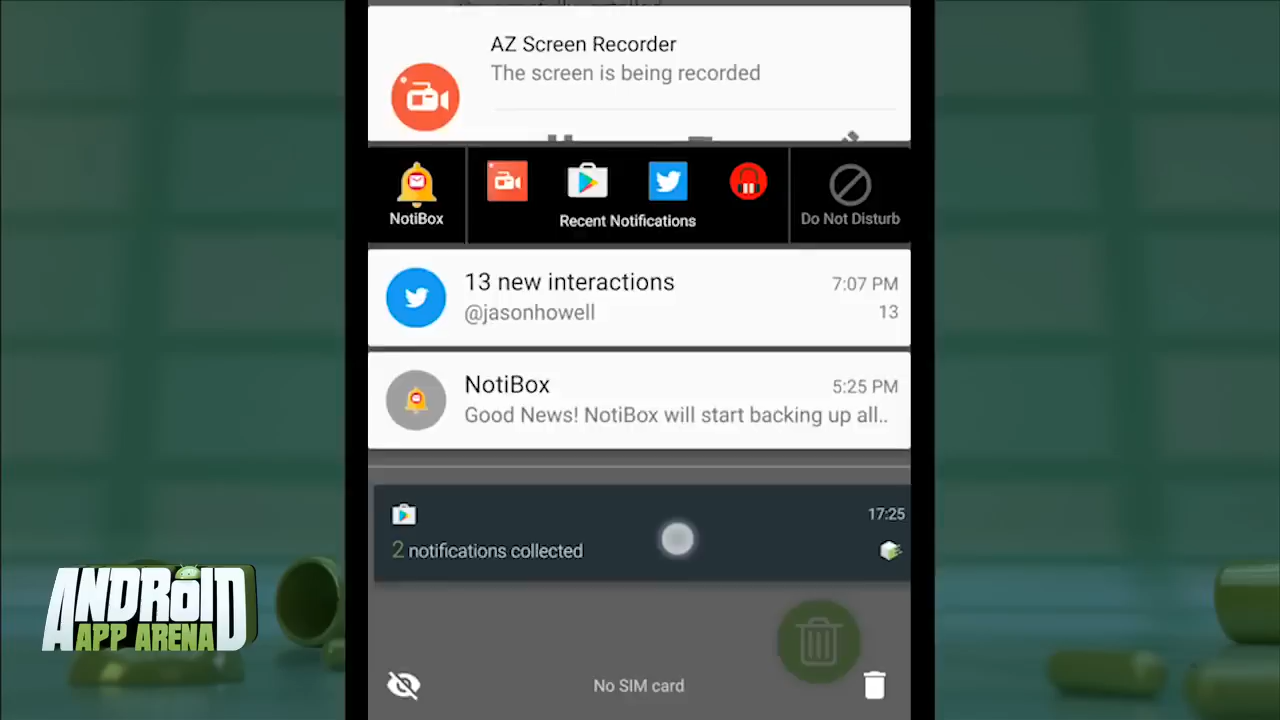 AZ Screen Recorder
The screen is being recorded
NotiBox
Recent Notifications
Do Not Disturb
13 new interactions 7:07 PM
@jasonhowell 13
NotiBox 5:25 PM
Good News! NotiBox will start backing up all..
17:25
2 notifications collected
ANDROID
APP ARENA
No SIM card